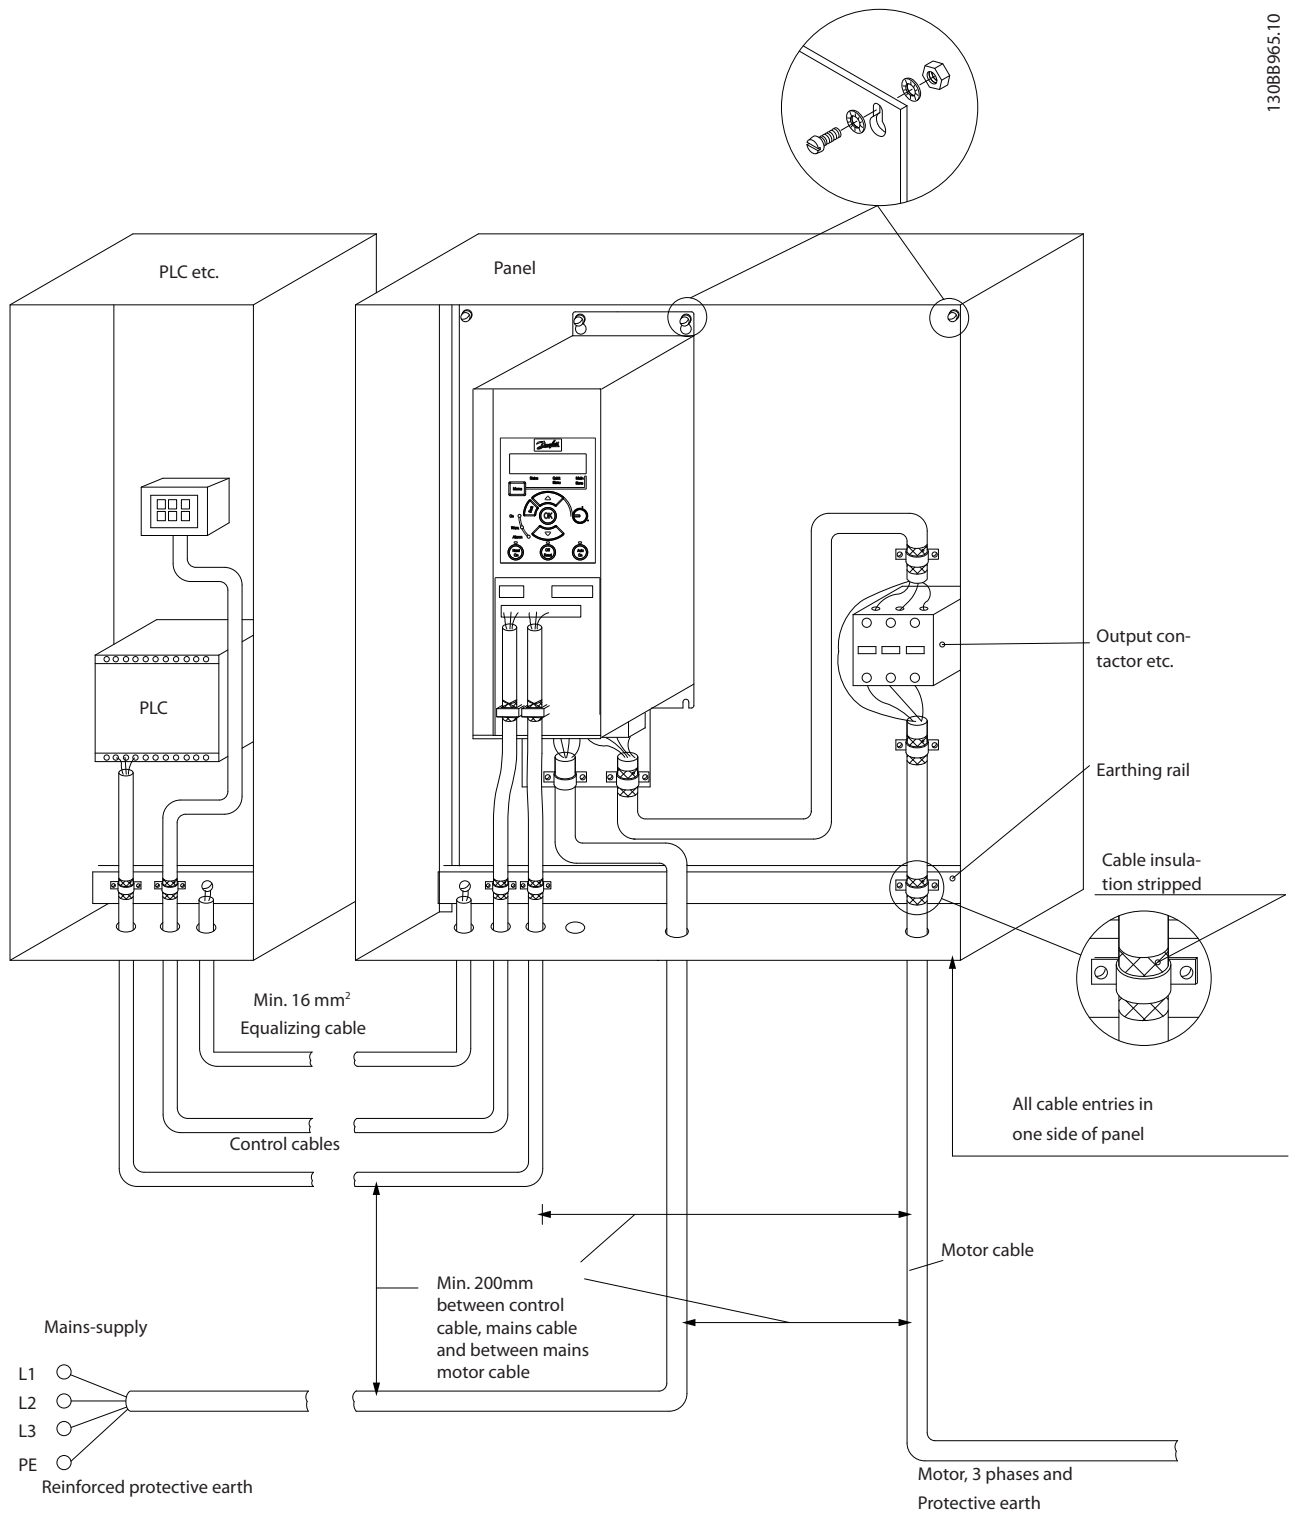 130BB965.10
PLC etc.
Panel
Danfoss
Menu
OK
PLC
Output con-
tactor etc.
Earthing rail
Cable insula-
tion stripped
Min. 16 mm²
Equalizing cable
All cable entries in
one side of panel
Control cables
Motor cable
Min. 200mm
between control
cable, mains cable
and between mains
motor cable
Mains-supply
L1
L2
L3
PE
Reinforced protective earth
Motor, 3 phases and
Protective earth